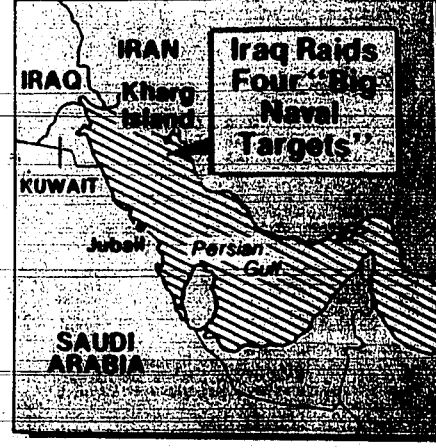 IRAN
IRAQ
Kharg
Island
Iraq Raids
Four "Big
Naval
Targets"
KUWAIT
Jubail
Persian
Gulf
SAUDI
ARABIA